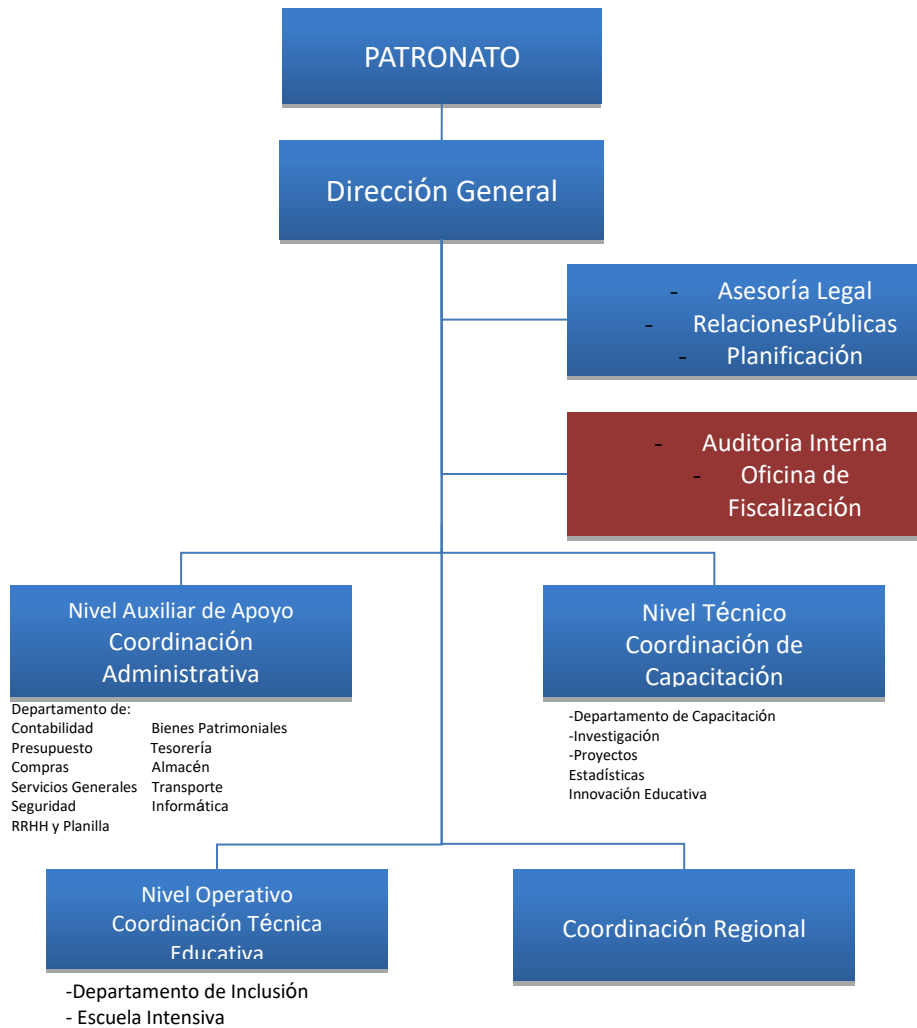 PATRONATO
Dirección General
- Asesoría Legal
- RelacionesPúblicas
- Planificación
- Auditoria Interna
- Oficina de
Fiscalización
Nivel Auxiliar de Apoyo
Coordinación
Administrativa
Nivel Técnico
Coordinación de
Capacitación
Departamento de:
Contabilidad Bienes Patrimoniales
Presupuesto Tesorería
Compras Almacén
Servicios Generales Transporte
Seguridad Informática
RRHH y Planilla
-Departamento de Capacitación
-Investigación
-Proyectos
Estadísticas
Innovación Educativa
Nivel Operativo
Coordinación Técnica
Educativa
Coordinación Regional
-Departamento de Inclusión
- Escuela Intensiva